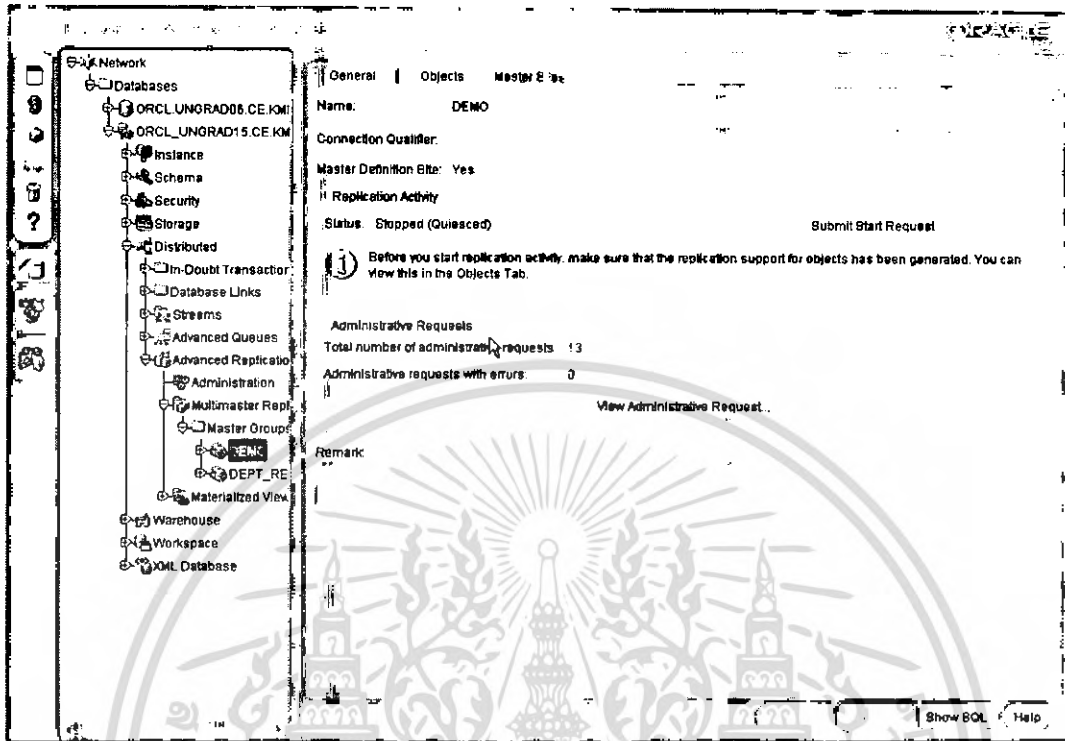 ORACLE
Network
Databases
ORCL.UNGRAD06.CE.KMI
ORCL_UNGRAD15.CE.KM
Instance
Schema
Security
Storage
Distributed
In-Doubt Transaction
Database Links
Streams
Advanced Queues
Advanced Replicatio
Administration
Multimaster Repl
Master Groups
DEMO
DEPT_RE
Materialized View
Warehouse
Workspace
XML Database
General Objects Master Sites
Name: DEMO
Connection Qualifier:
Master Definition Site: Yes
Replication Activity
Status: Stopped (Quiesced) Submit Start Request
Before you start replication activity, make sure that the replication support for objects has been generated. You can
view this in the Objects Tab.
Administrative Requests
Total number of administrative requests: 13
Administrative requests with errors: 0
View Administrative Request...
Remark:
Show SQL Help